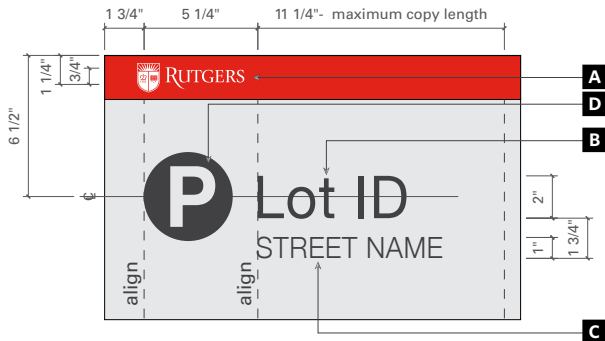 1 3/4" 5 1/4" 11 1/4"- maximum copy length
6 1/2"
1 1/4"
3/4"
RUTGERS
A
D
B
P Lot ID
STREET NAME
℄
2"
1"
1 3/4"
align
align
C